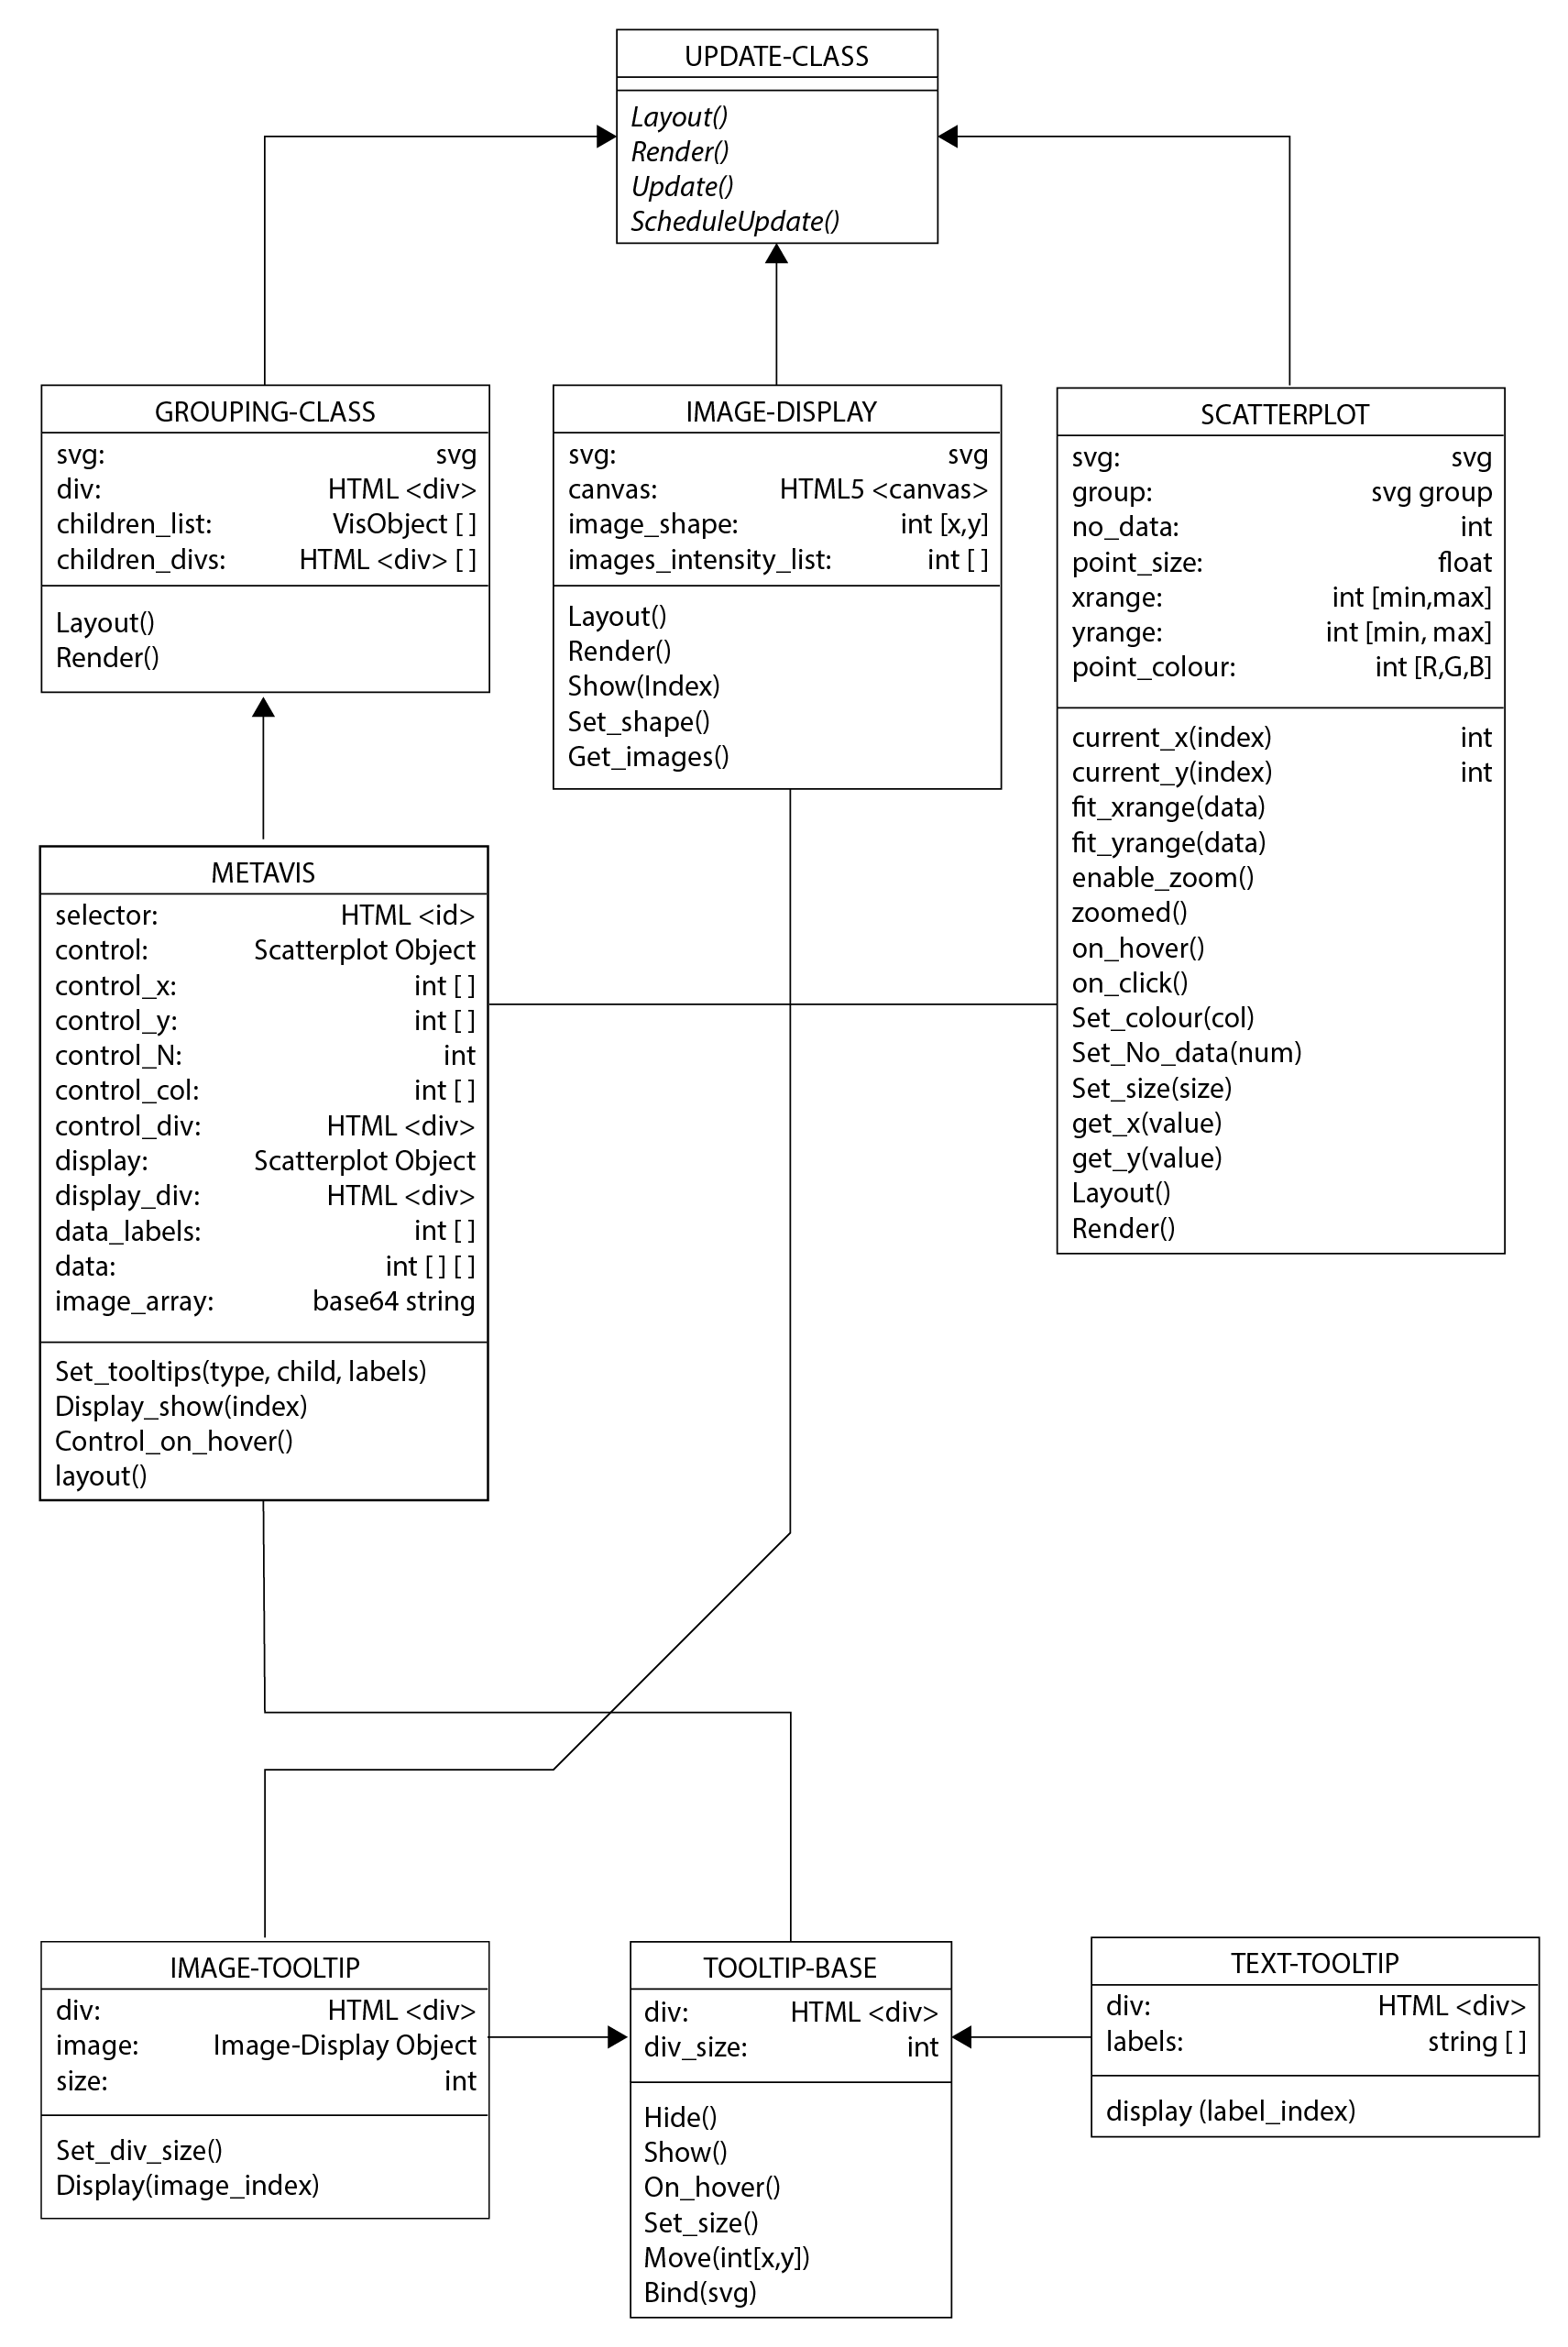 UPDATE-CLASS
Layout()
Render()
Update()
ScheduleUpdate()
GROUPING-CLASS
svg: svg
div: HTML <div>
children_list: VisObject [ ]
children_divs: HTML <div> [ ]
Layout()
Render()
IMAGE-DISPLAY
svg: svg
canvas: HTML5 <canvas>
image_shape: int [x,y]
images_intensity_list: int [ ]
Layout()
Render()
Show(Index)
Set_shape()
Get_images()
SCATTERPLOT
svg: svg
group: svg group
no_data: int
point_size: float
xrange: int [min,max]
yrange: int [min, max]
point_colour: int [R,G,B]
current_x(index) int
current_y(index) int
fit_xrange(data)
fit_yrange(data)
enable_zoom()
zoomed()
on_hover()
on_click()
Set_colour(col)
Set_No_data(num)
Set_size(size)
get_x(value)
get_y(value)
Layout()
Render()
METAVIS
selector: HTML <id>
control: Scatterplot Object
control_x: int [ ]
control_y: int [ ]
control_N: int
control_col: int [ ]
control_div: HTML <div>
display: Scatterplot Object
display_div: HTML <div>
data_labels: int [ ]
data: int [ ] [ ]
image_array: base64 string
Set_tooltips(type, child, labels)
Display_show(index)
Control_on_hover()
layout()
IMAGE-TOOLTIP
div: HTML <div>
image: Image-Display Object
size: int
Set_div_size()
Display(image_index)
TOOLTIP-BASE
div: HTML <div>
div_size: int
Hide()
Show()
On_hover()
Set_size()
Move(int[x,y])
Bind(svg)
TEXT-TOOLTIP
div: HTML <div>
labels: string [ ]
display (label_index)